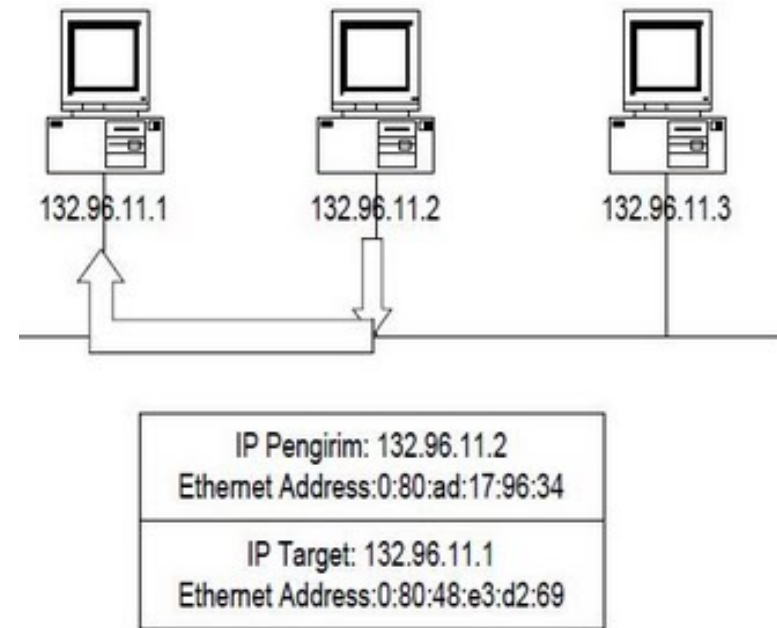 132.96.11.1
132.96.11.2
132.96.11.3
IP Pengirim: 132.96.11.2
Ethernet Address:0:80:ad:17:96:34
IP Target: 132.96.11.1
Ethernet Address:0:80:48:e3:d2:69